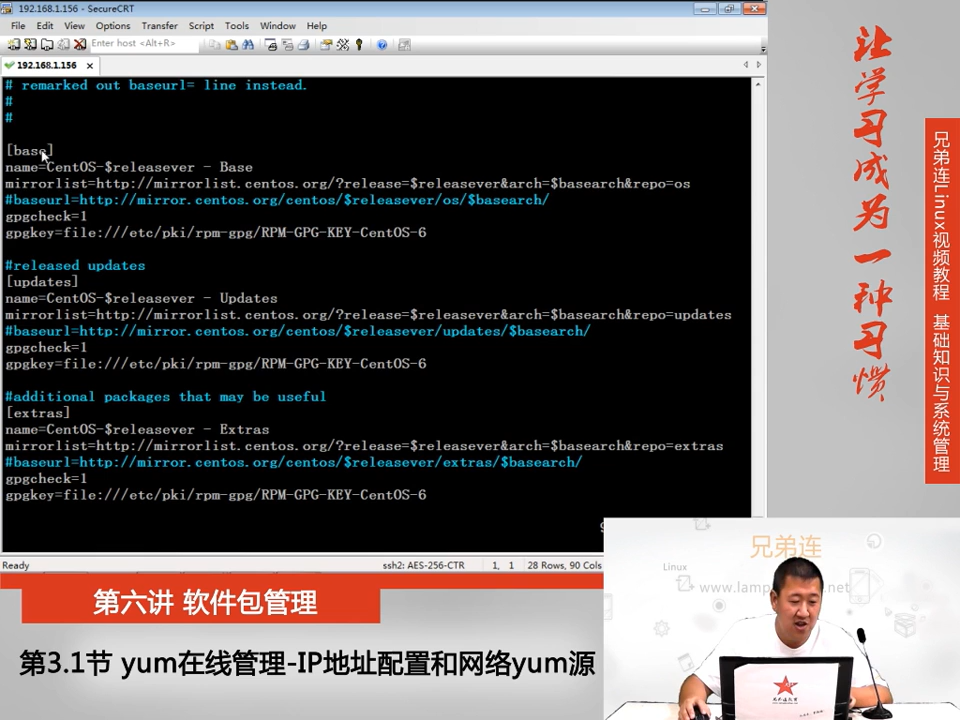 192.168.1.156 - SecureCRT
File Edit View Options Transfer Script Tools Window Help
Enter host <Alt+R>
192.168.1.156
# remarked out baseurl= line instead.
#
#
[base]
name=CentOS-$releasever - Base
mirrorlist=http://mirrorlist.centos.org/?release=$releasever&arch=$basearch&repo=os
#baseurl=http://mirror.centos.org/centos/$releasever/os/$basearch/
gpgcheck=1
gpgkey=file:///etc/pki/rpm-gpg/RPM-GPG-KEY-CentOS-6
#released updates
[updates]
name=CentOS-$releasever - Updates
mirrorlist=http://mirrorlist.centos.org/?release=$releasever&arch=$basearch&repo=updates
#baseurl=http://mirror.centos.org/centos/$releasever/updates/$basearch/
gpgcheck=1
gpgkey=file:///etc/pki/rpm-gpg/RPM-GPG-KEY-CentOS-6
#additional packages that may be useful
[extras]
name=CentOS-$releasever - Extras
mirrorlist=http://mirrorlist.centos.org/?release=$releasever&arch=$basearch&repo=extras
#baseurl=http://mirror.centos.org/centos/$releasever/extras/$basearch/
gpgcheck=1
gpgkey=file:///etc/pki/rpm-gpg/RPM-GPG-KEY-CentOS-6
Ready ssh2: AES-256-CTR 1, 1 28 Rows, 90 Cols
让学习成为一种习惯
兄弟连Linux视频教程 基础知识与系统管理
兄弟连
Linux
第六讲 软件包管理
第3.1节 yum在线管理-IP地址配置和网络yum源